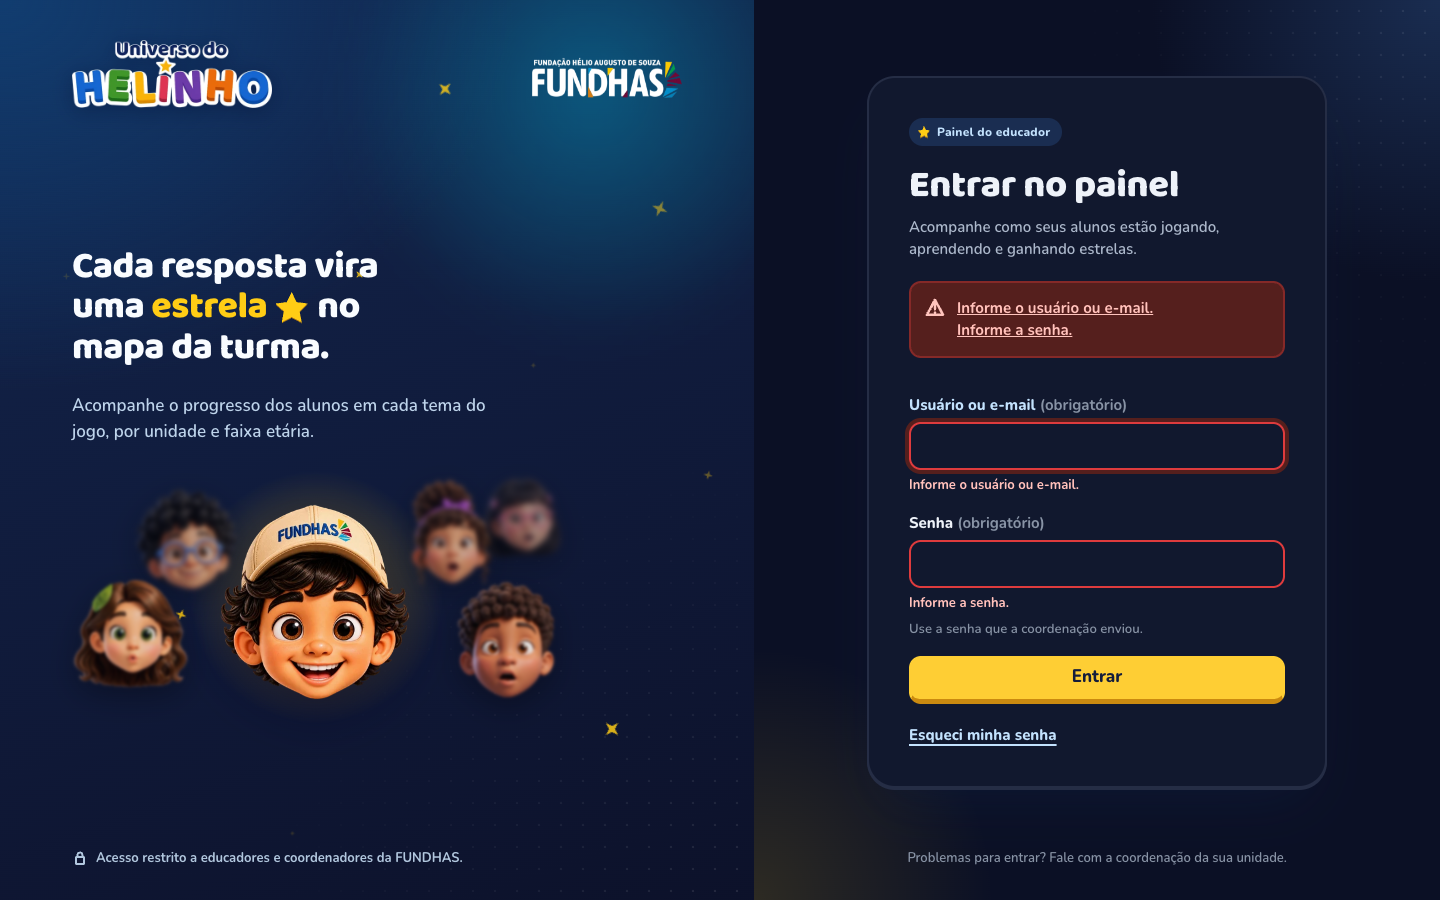 Universo do
HELINHO
FUNDAÇÃO HÉLIO AUGUSTO DE SOUZA
FUNDHAS
Cada resposta vira
uma estrela no
mapa da turma.
Acompanhe o progresso dos alunos em cada tema do
jogo, por unidade e faixa etária.
FUNDHAS
Acesso restrito a educadores e coordenadores da FUNDHAS.
Painel do educador
Entrar no painel
Acompanhe como seus alunos estão jogando,
aprendendo e ganhando estrelas.
Informe o usuário ou e-mail.
Informe a senha.
Usuário ou e-mail (obrigatório)
Informe o usuário ou e-mail.
Senha (obrigatório)
Informe a senha.
Use a senha que a coordenação enviou.
Entrar
Esqueci minha senha
Problemas para entrar? Fale com a coordenação da sua unidade.